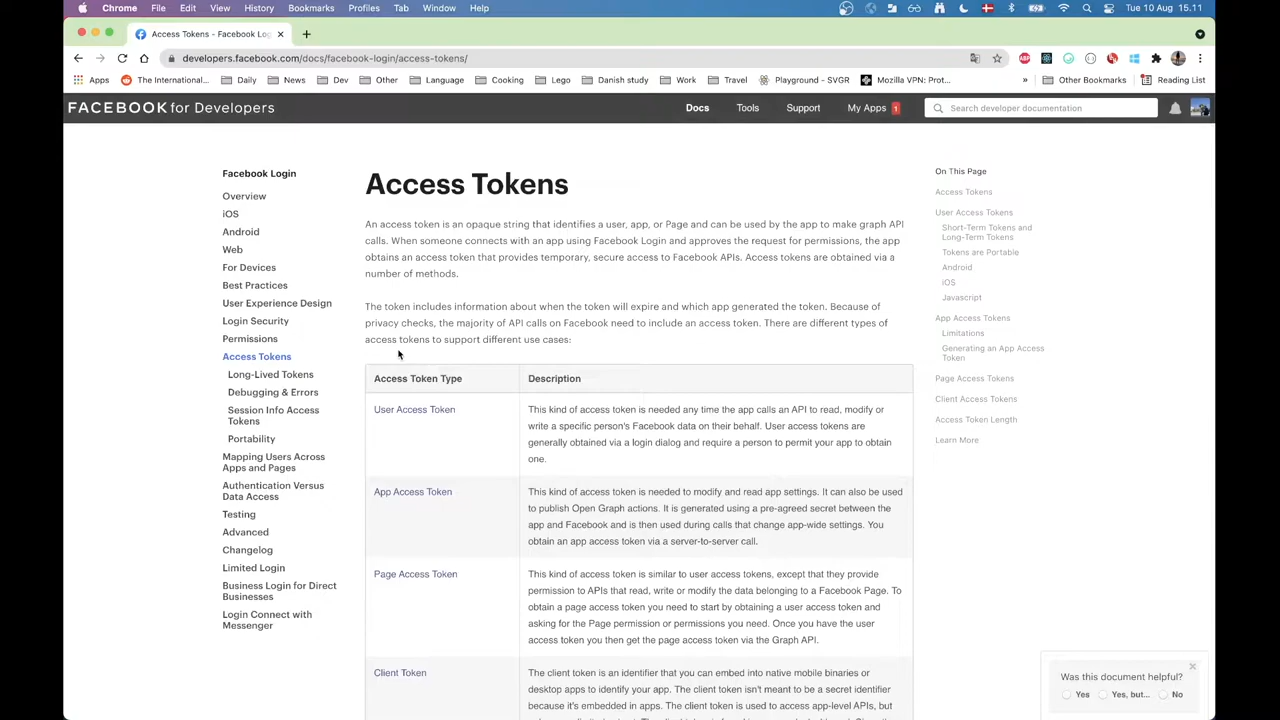 Chrome File Edit View History Bookmarks Profiles Tab Window Help Tue 10 Aug 15.11
Access Tokens - Facebook Log
developers.facebook.com/docs/facebook-login/access-tokens/
Apps The International... Daily News Dev Other Language Cooking Lego Danish study Work Travel Playground - SVGR Mozilla VPN: Prot... » Other Bookmarks Reading List
FACEBOOK for Developers Docs Tools Support My Apps 1 Search developer documentation
Facebook Login
Overview
iOS
Android
Web
For Devices
Best Practices
User Experience Design
Login Security
Permissions
Access Tokens
Long-Lived Tokens
Debugging & Errors
Session Info Access
Tokens
Portability
Mapping Users Across
Apps and Pages
Authentication Versus
Data Access
Testing
Advanced
Changelog
Limited Login
Business Login for Direct
Businesses
Login Connect with
Messenger
Access Tokens
An access token is an opaque string that identifies a user, app, or Page and can be used by the app to make graph API
calls. When someone connects with an app using Facebook Login and approves the request for permissions, the app
obtains an access token that provides temporary, secure access to Facebook APIs. Access tokens are obtained via a
number of methods.
The token includes information about when the token will expire and which app generated the token. Because of
privacy checks, the majority of API calls on Facebook need to include an access token. There are different types of
access tokens to support different use cases:
Access Token Type Description
User Access Token This kind of access token is needed any time the app calls an API to read, modify or
write a specific person's Facebook data on their behalf. User access tokens are
generally obtained via a login dialog and require a person to permit your app to obtain
one.
App Access Token This kind of access token is needed to modify and read app settings. It can also be used
to publish Open Graph actions. It is generated using a pre-agreed secret between the
app and Facebook and is then used during calls that change app-wide settings. You
obtain an app access token via a server-to-server call.
Page Access Token This kind of access token is similar to user access tokens, except that they provide
permission to APIs that read, write or modify the data belonging to a Facebook Page. To
obtain a page access token you need to start by obtaining a user access token and
asking for the Page permission or permissions you need. Once you have the user
access token you then get the page access token via the Graph API.
Client Token The client token is an identifier that you can embed into native mobile binaries or
desktop apps to identify your app. The client token isn't meant to be a secret identifier
because it's embedded in apps. The client token is used to access app-level APIs, but
On This Page
Access Tokens
User Access Tokens
Short-Term Tokens and
Long-Term Tokens
Tokens are Portable
Android
iOS
Javascript
App Access Tokens
Limitations
Generating an App Access
Token
Page Access Tokens
Client Access Tokens
Access Token Length
Learn More
Was this document helpful?
Yes Yes, but... No